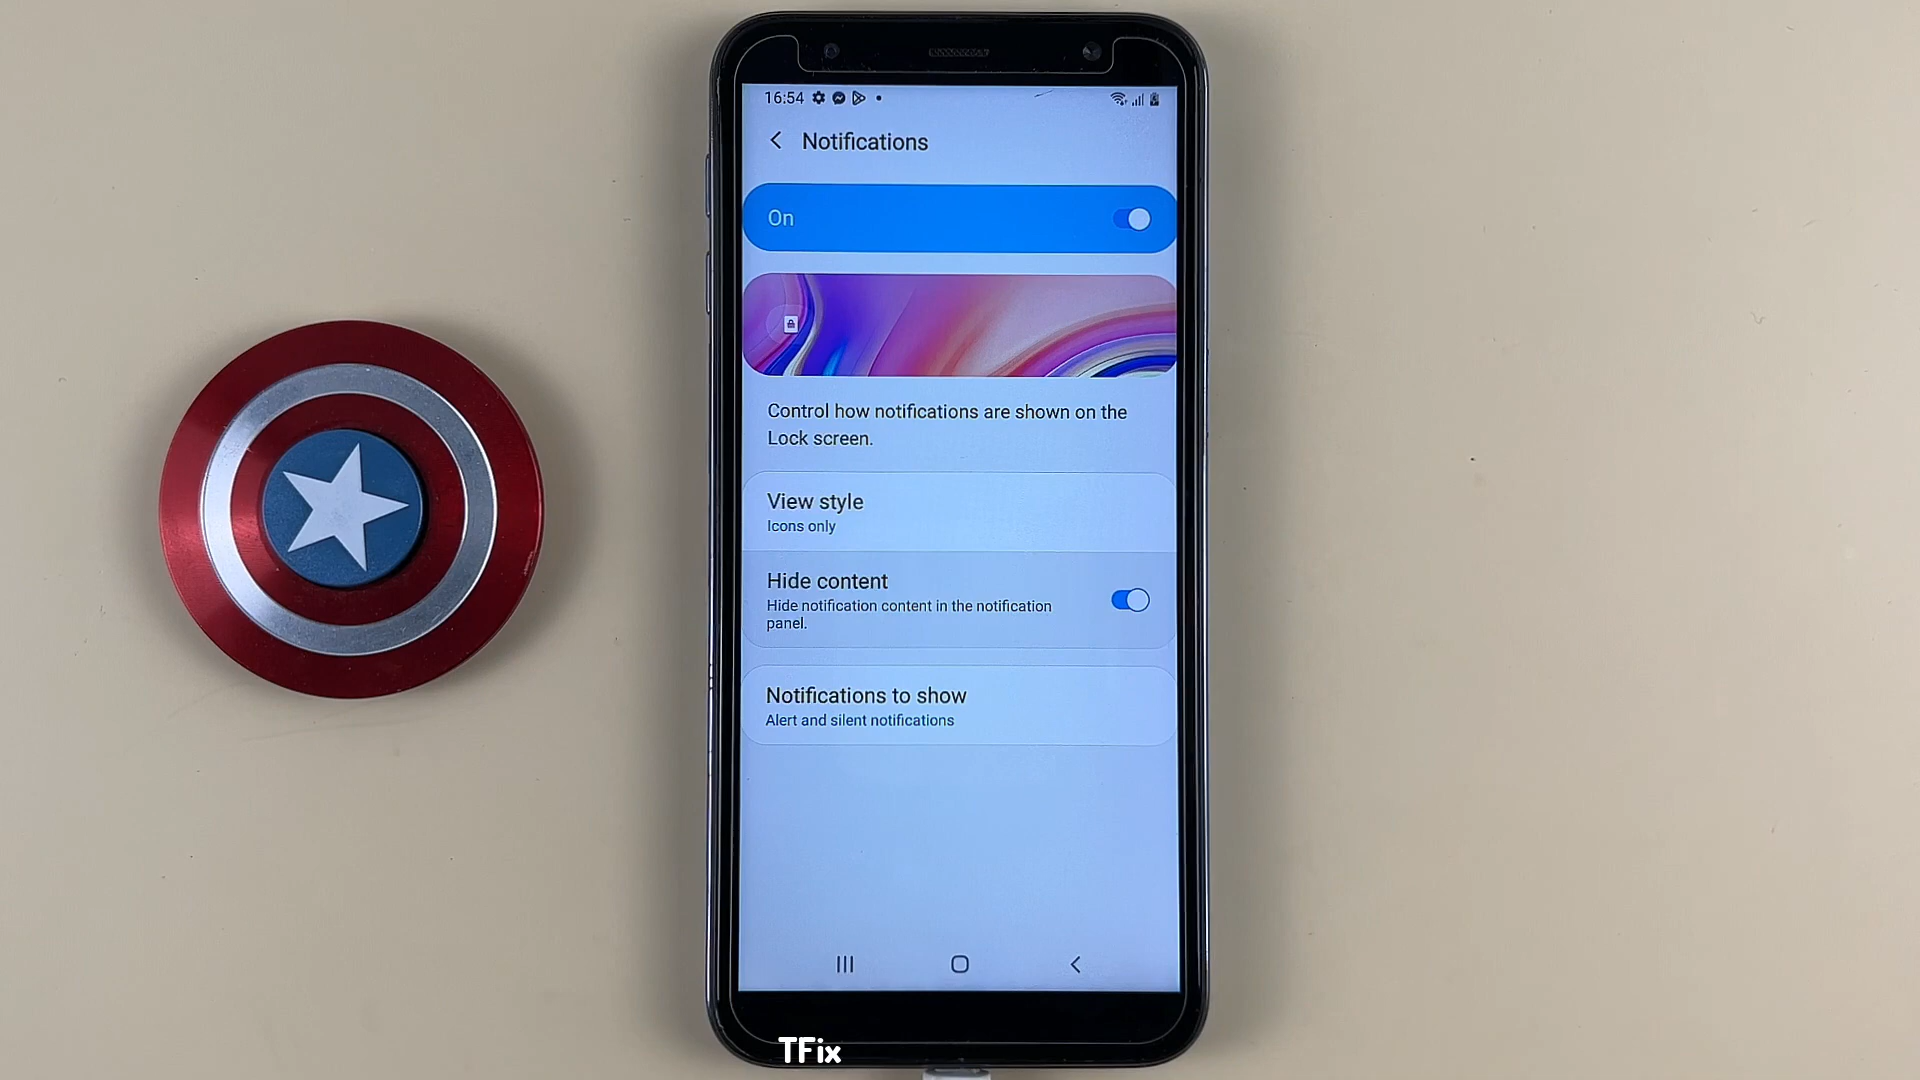 16:54
Notifications
On
Control how notifications are shown on the
Lock screen.
View style
Icons only
Hide content
Hide notification content in the notification
panel.
Notifications to show
Alert and silent notifications
TFix